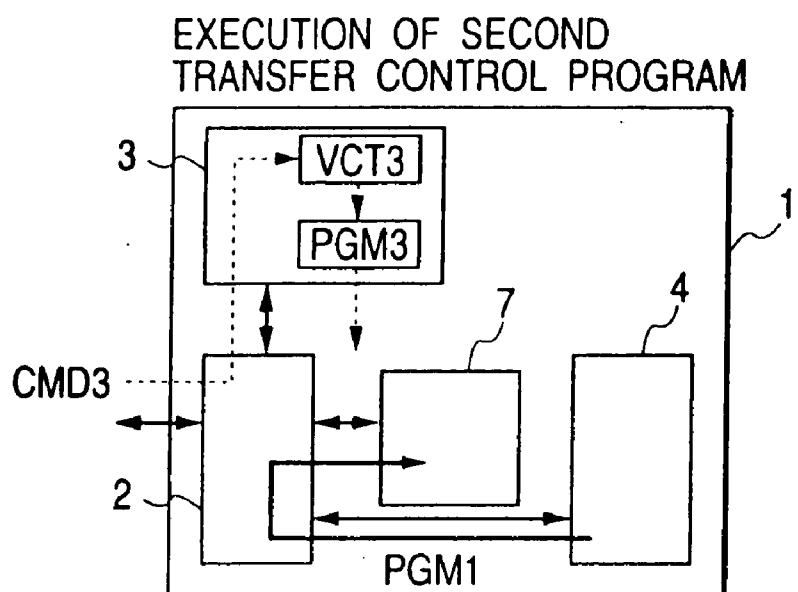 EXECUTION OF SECOND
TRANSFER CONTROL PROGRAM
3
VCT3
1
PGM3
7
4
CMD3
2
PGM1